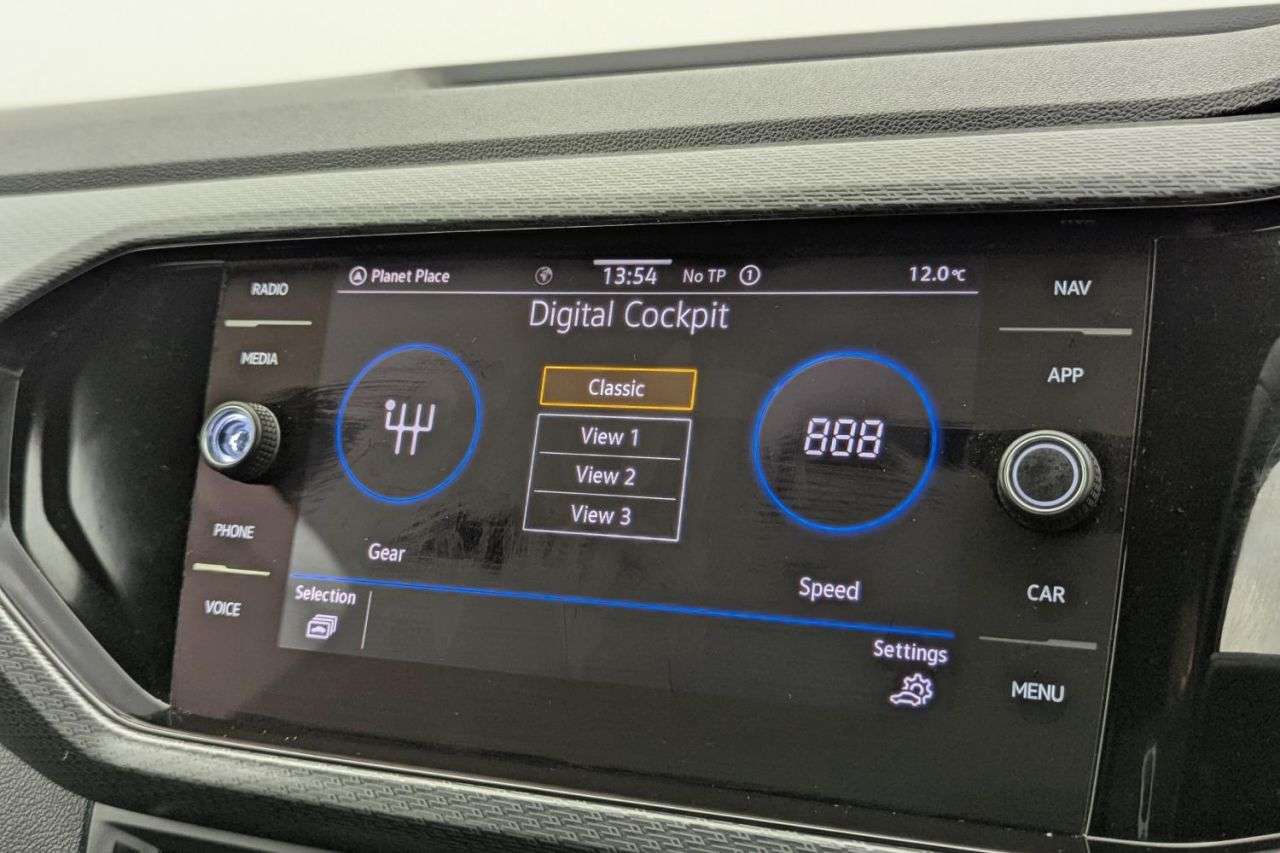 RADIO
MEDIA
PHONE
VOICE
Planet Place
13:54
No TP
1
12.0°C
Digital Cockpit
Classic
View 1
View 2
View 3
888
Gear
Speed
Selection
Settings
NAV
APP
CAR
MENU